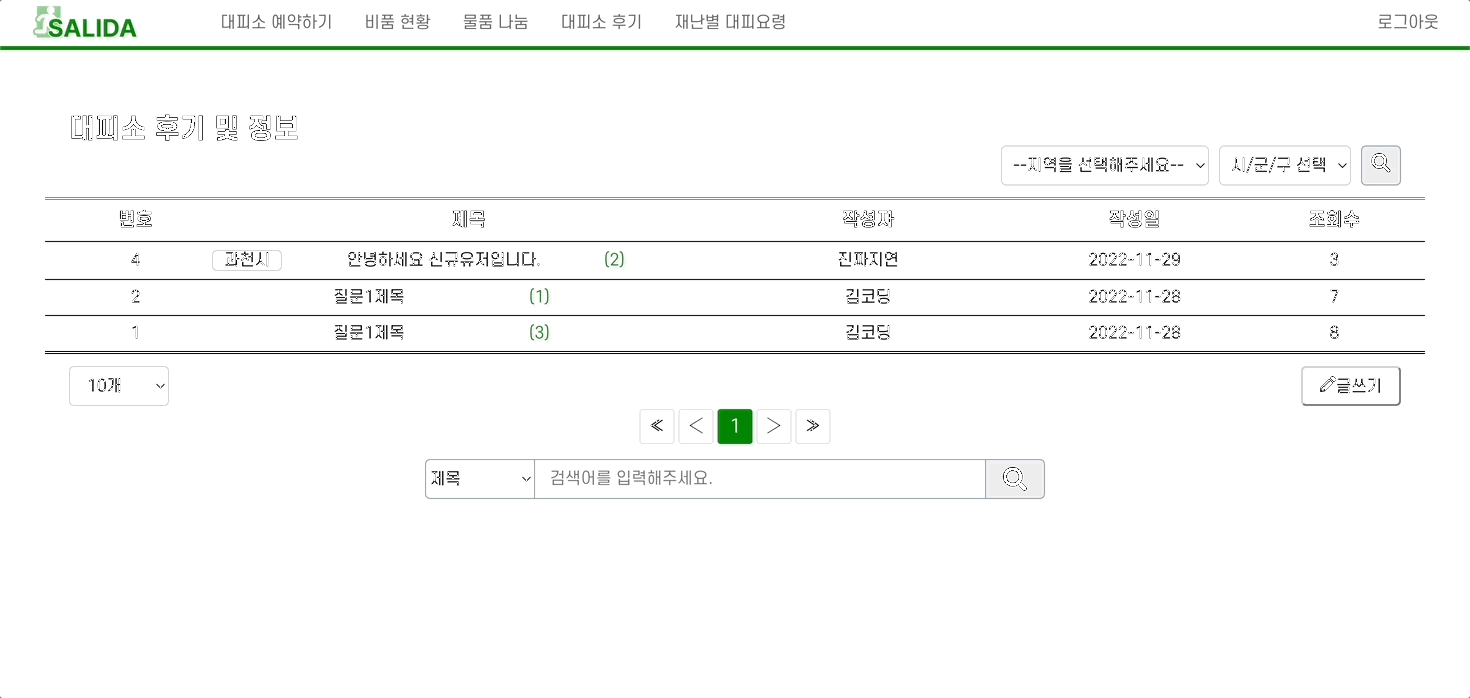 SALIDA 대피소 예약하기 비품 현황 물품 나눔 대피소 후기 재난별 대피요령 로그아웃
대피소 후기 및 정보
--지역을 선택해주세요-- 시/군/구 선택
번호 제목 작성자 작성일 조회수
4 과천시 안녕하세요 신규유저입니다. (2) 진파지연 2022-11-29 3
2 질문1제목 (1) 김코딩 2022-11-28 7
1 질문1제목 (3) 김코딩 2022-11-28 8
10개 글쓰기
≪ < 1 > ≫
제목 검색어를 입력해주세요.